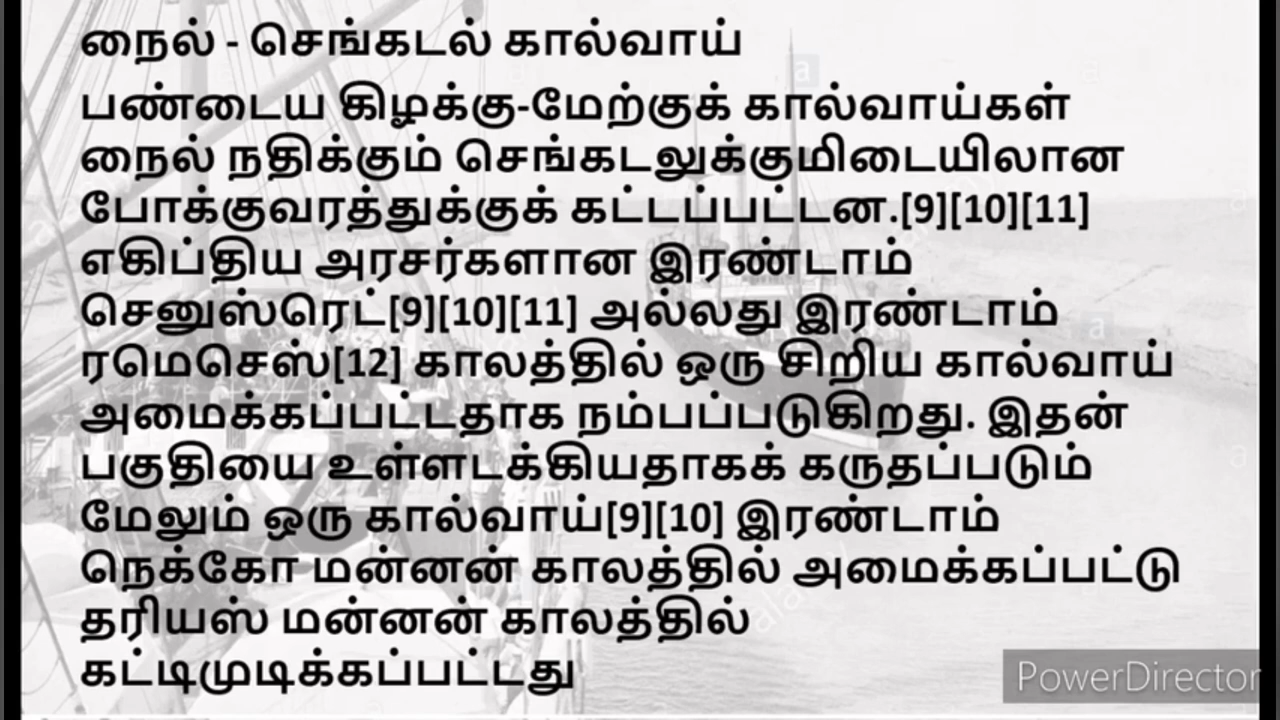 நைல் - செங்கடல் கால்வாய்
பண்டைய கிழக்கு-மேற்குக் கால்வாய்கள்
நைல் நதிக்கும் செங்கடலுக்குமிடையிலான
போக்குவரத்துக்குக் கட்டப்பட்டன.[9][10][11]
எகிப்திய அரசர்களான இரண்டாம்
செனுஸ்ரெட்[9][10][11] அல்லது இரண்டாம்
ரமெசெஸ்[12] காலத்தில் ஒரு சிறிய கால்வாய்
அமைக்கப்பட்டதாக நம்பப்படுகிறது. இதன்
பகுதியை உள்ளடக்கியதாகக் கருதப்படும்
மேலும் ஒரு கால்வாய்[9][10] இரண்டாம்
நெக்கோ மன்னன் காலத்தில் அமைக்கப்பட்டு
தரியஸ் மன்னன் காலத்தில்
கட்டிமுடிக்கப்பட்டது
PowerDirector